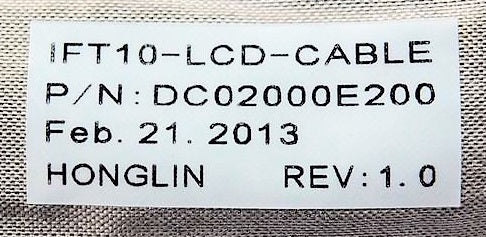 IFT10-LCD-CABLE
P/N:DC02000E200
Feb. 21. 2013
HONGLIN REV:1.0